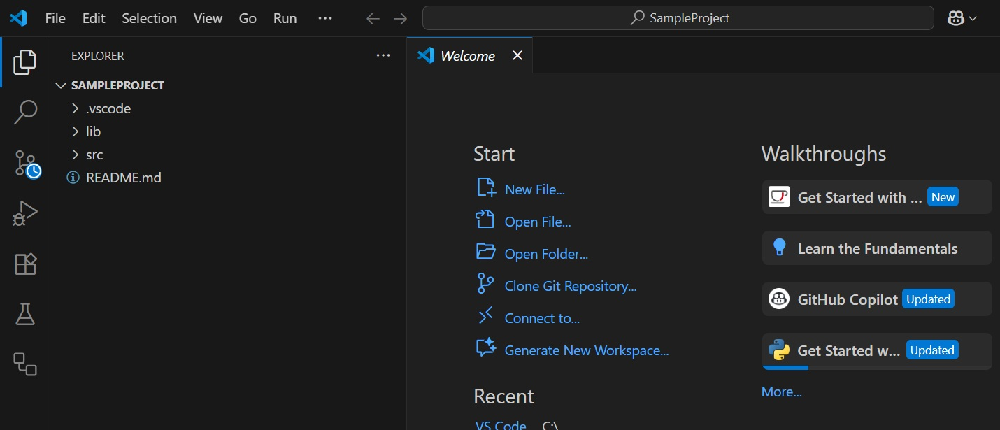 File Edit Selection View Go Run ...
SampleProject
EXPLORER
...
SAMPLEPROJECT
.vscode
lib
src
README.md
Welcome
Start
New File...
Open File...
Open Folder...
Clone Git Repository...
Connect to...
Generate New Workspace...
Recent
VS Code C:\
Walkthroughs
Get Started with ... New
Learn the Fundamentals
GitHub Copilot Updated
Get Started w... Updated
More...